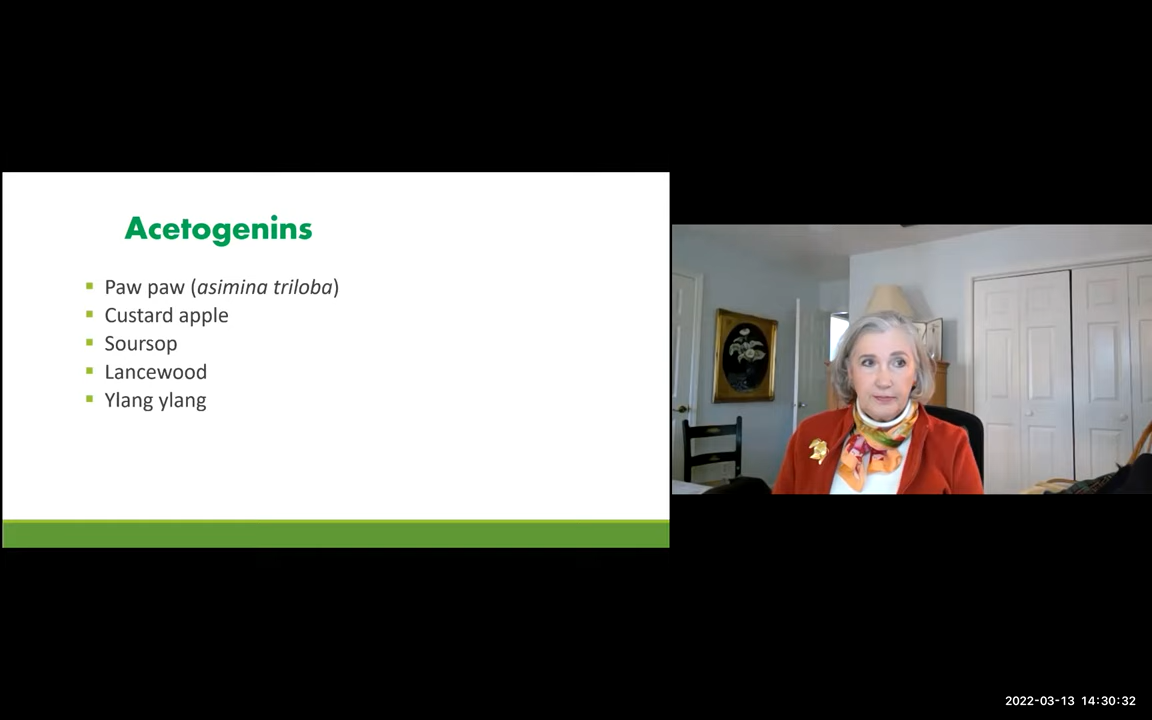 Acetogenins
Paw paw (asimina triloba)
Custard apple
Soursop
Lancewood
Ylang ylang
2022-03-13 14:30:32